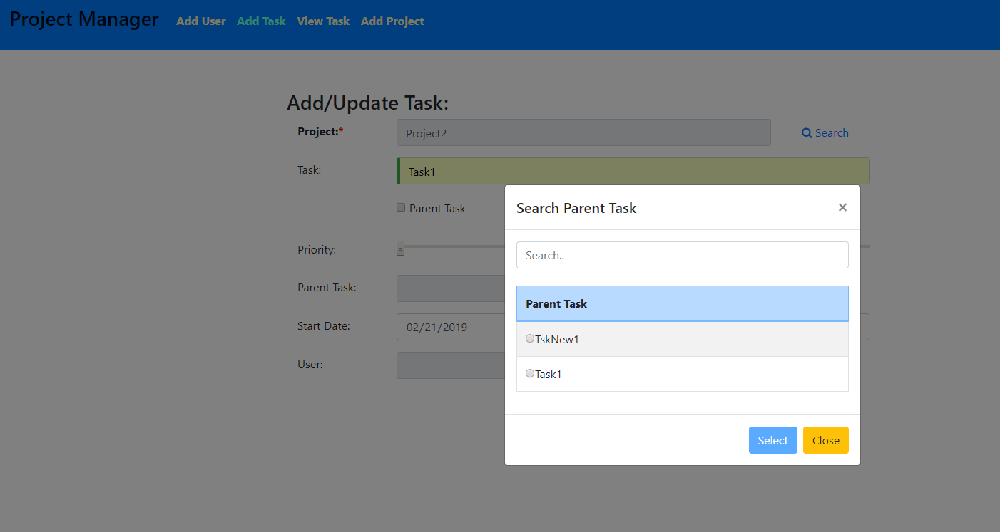 Project Manager Add User Add Task View Task Add Project
Add/Update Task:
Project:* Project2 Search
Task: Task1
Parent Task
Priority:
Parent Task:
Start Date: 02/21/2019
User:
Search Parent Task ×
Search..
Parent Task
TskNew1
Task1
Select Close